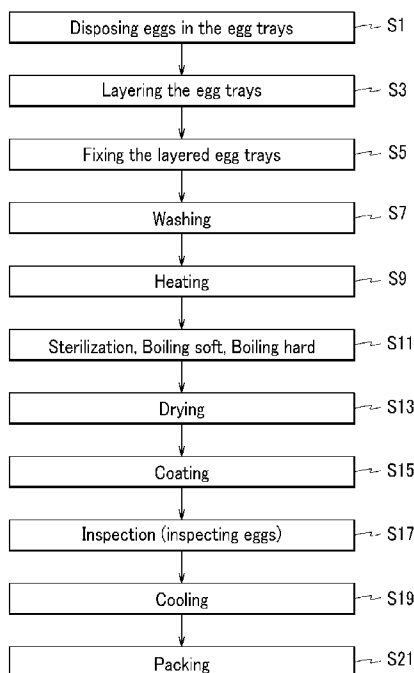 Disposing eggs in the egg trays S1
Layering the egg trays S3
Fixing the layered egg trays S5
Washing S7
Heating S9
Sterilization, Boiling soft, Boiling hard S11
Drying S13
Coating S15
Inspection (inspecting eggs) S17
Cooling S19
Packing S21